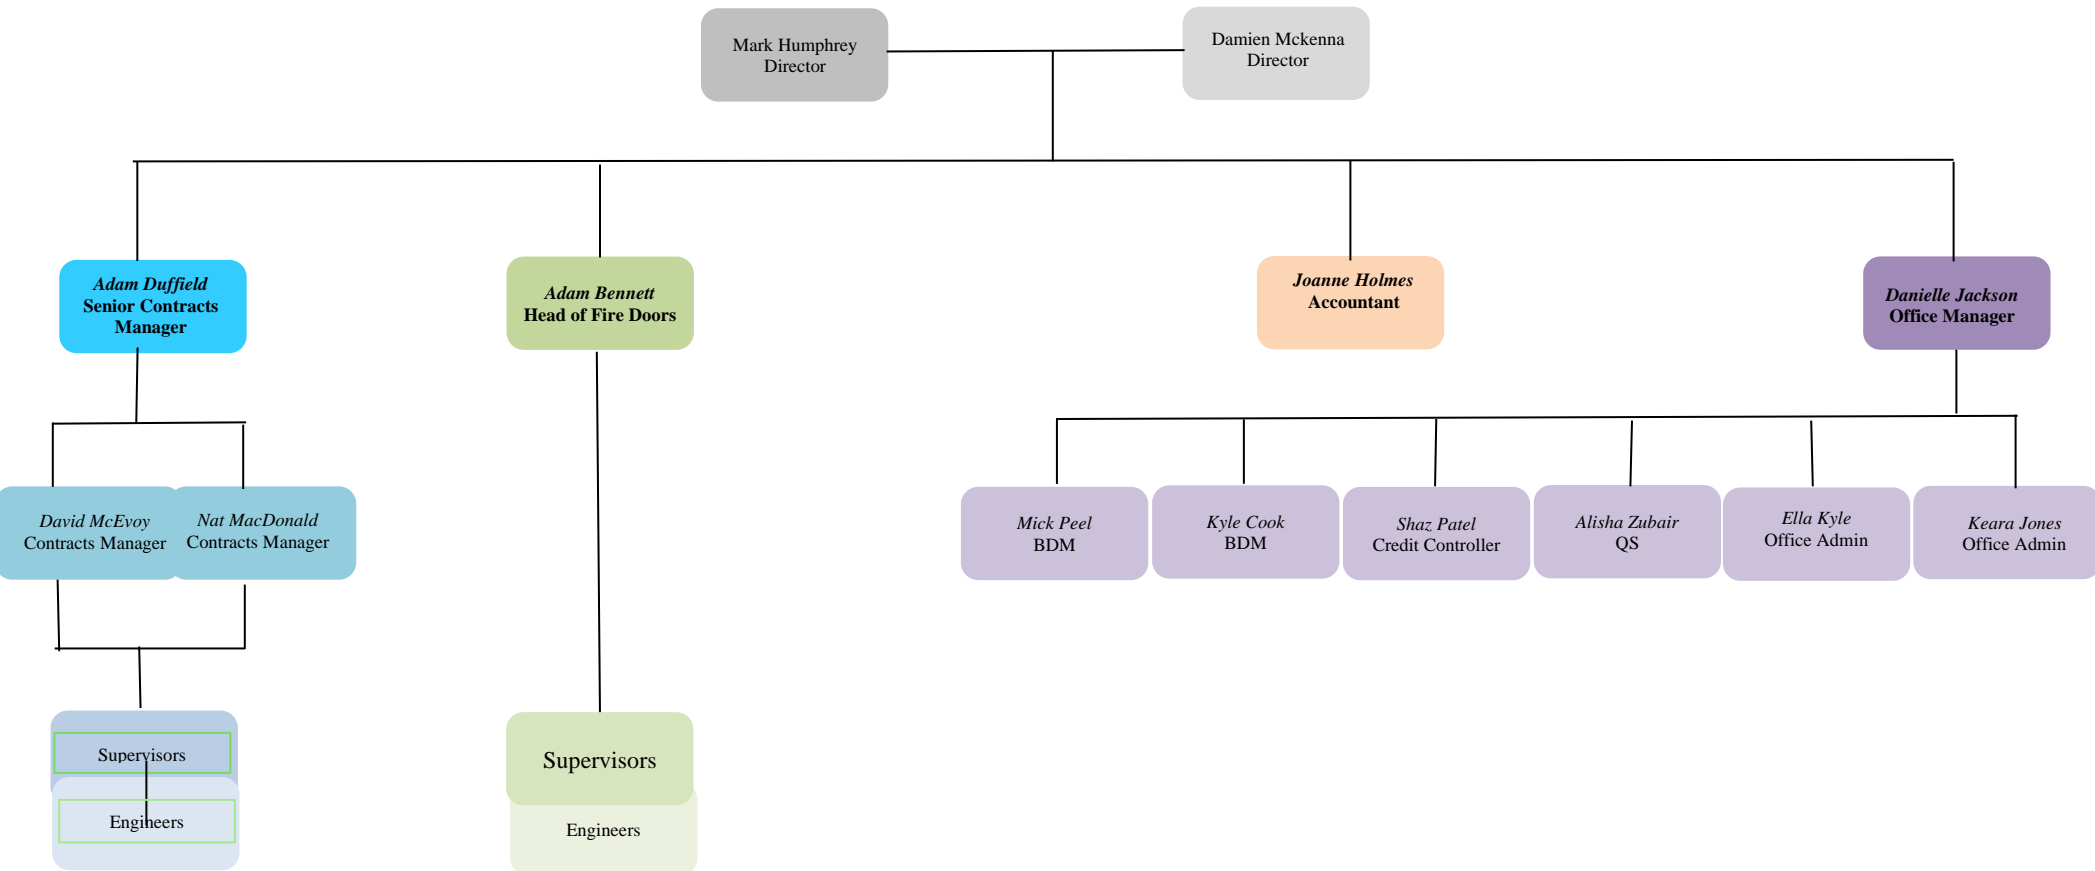 Mark Humphrey
Director
Damien Mckenna
Director
Adam Duffield
Senior Contracts
Manager
Adam Bennett
Head of Fire Doors
Joanne Holmes
Accountant
Danielle Jackson
Office Manager
David McEvoy
Contracts Manager
Nat MacDonald
Contracts Manager
Mick Peel
BDM
Kyle Cook
BDM
Shaz Patel
Credit Controller
Alisha Zubair
QS
Ella Kyle
Office Admin
Keara Jones
Office Admin
Supervisors
Engineers
Supervisors
Engineers